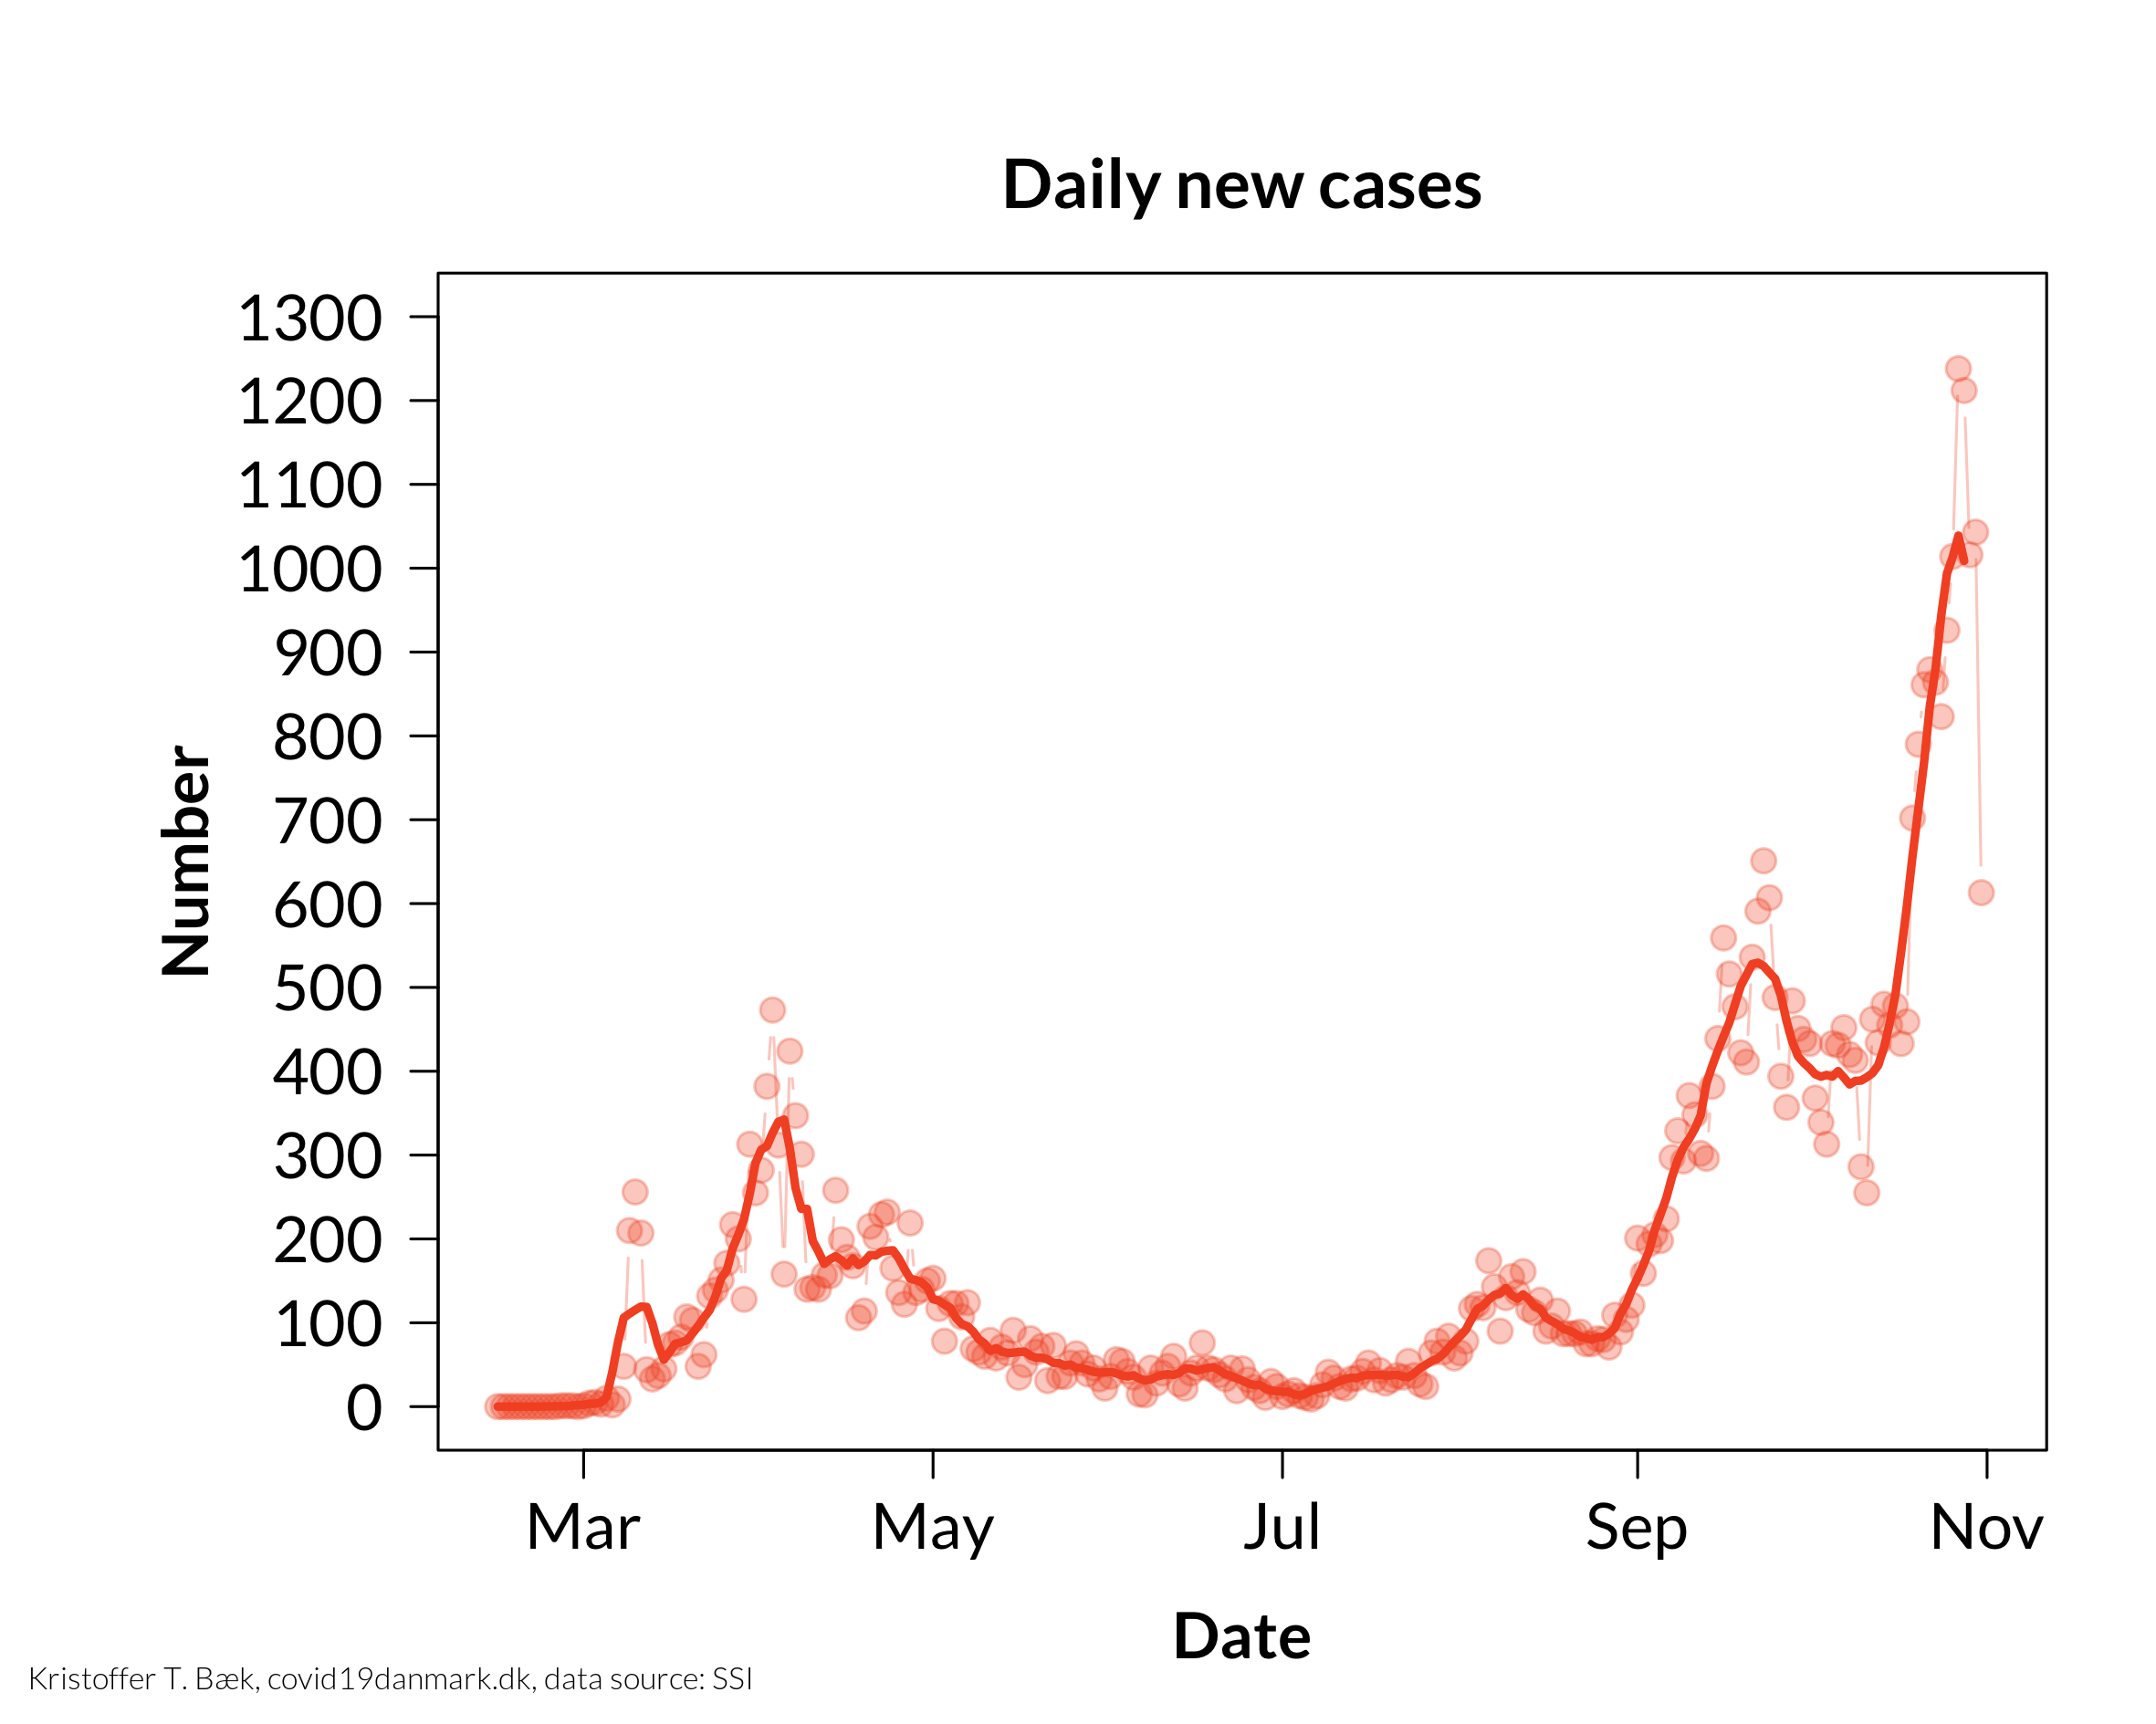 Daily new cases
Number
1300
1200
1100
1000
900
800
700
600
500
400
300
200
100
0
Mar May Jul Sep Nov
Date
Kristoffer T. Bæk, covid19danmark.dk, data source: SSI